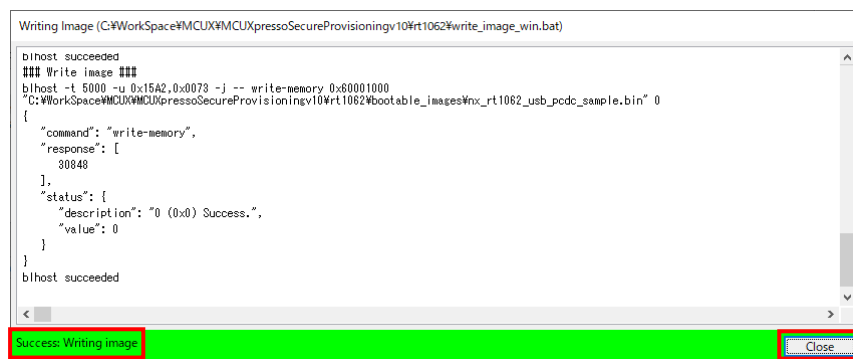 Writing Image (C:¥WorkSpace¥MCUX¥MCUXpressoSecureProvisioningv10¥rt1062¥write_image_win.bat)
blhost succeeded
### Write image ###
blhost -t 5000 -u 0x15A2,0x0073 -j -- write-memory 0x60001000
"C:¥WorkSpace¥MCUX¥MCUXpressoSecureProvisioningv10¥rt1062¥bootable_images¥nx_rt1062_usb_pcdc_sample.bin" 0
{
"command": "write-memory",
"response": [
30848
],
"status": {
"description": "0 (0x0) Success.",
"value": 0
}
}
blhost succeeded
Success: Writing image
Close